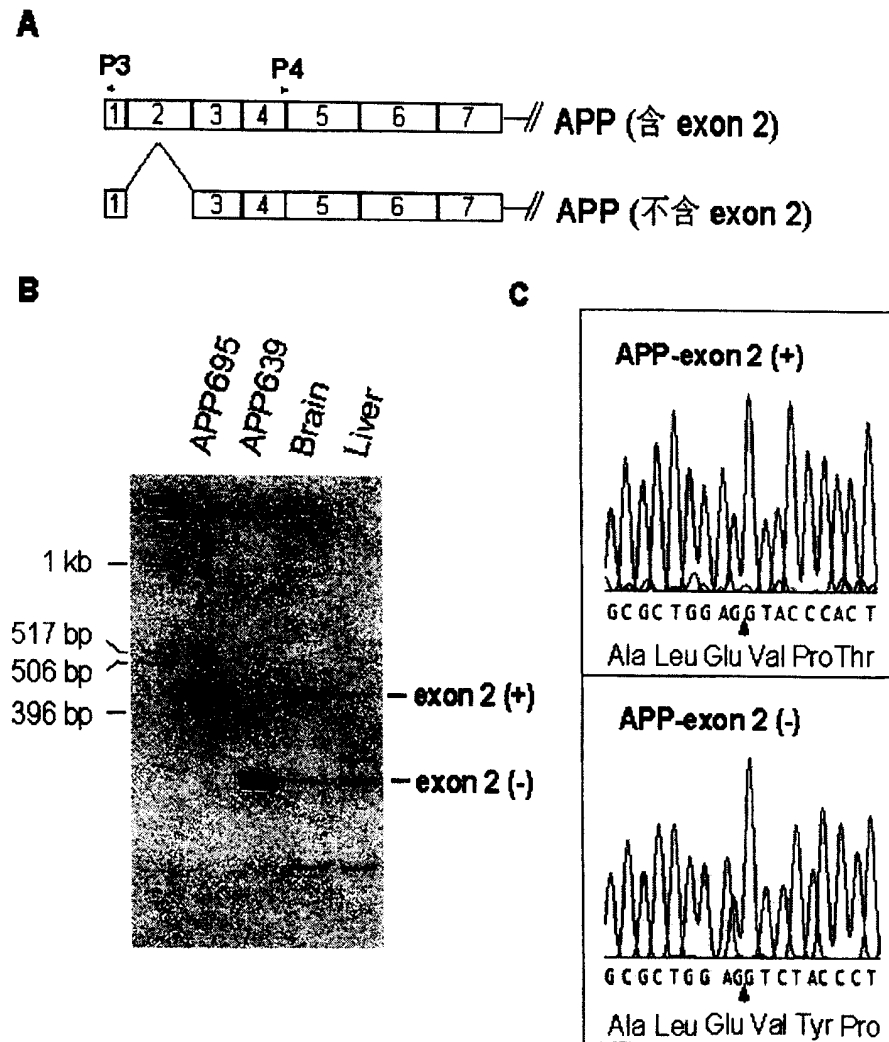 A
P3
P4
1 2 3 4 5 6 7 APP (含 exon 2)
1 3 4 5 6 7 APP (不含 exon 2)
B
APP695 APP639 Brain Liver
1 kb
517 bp
506 bp
396 bp
exon 2 (+)
exon 2 (-)
C
APP-exon 2 (+)
GCGCTGGAGGTACCCACT
Ala Leu Glu Val Pro Thr
APP-exon 2 (-)
GCGCTGGAGGTCTACCCT
Ala Leu Glu Val Tyr Pro